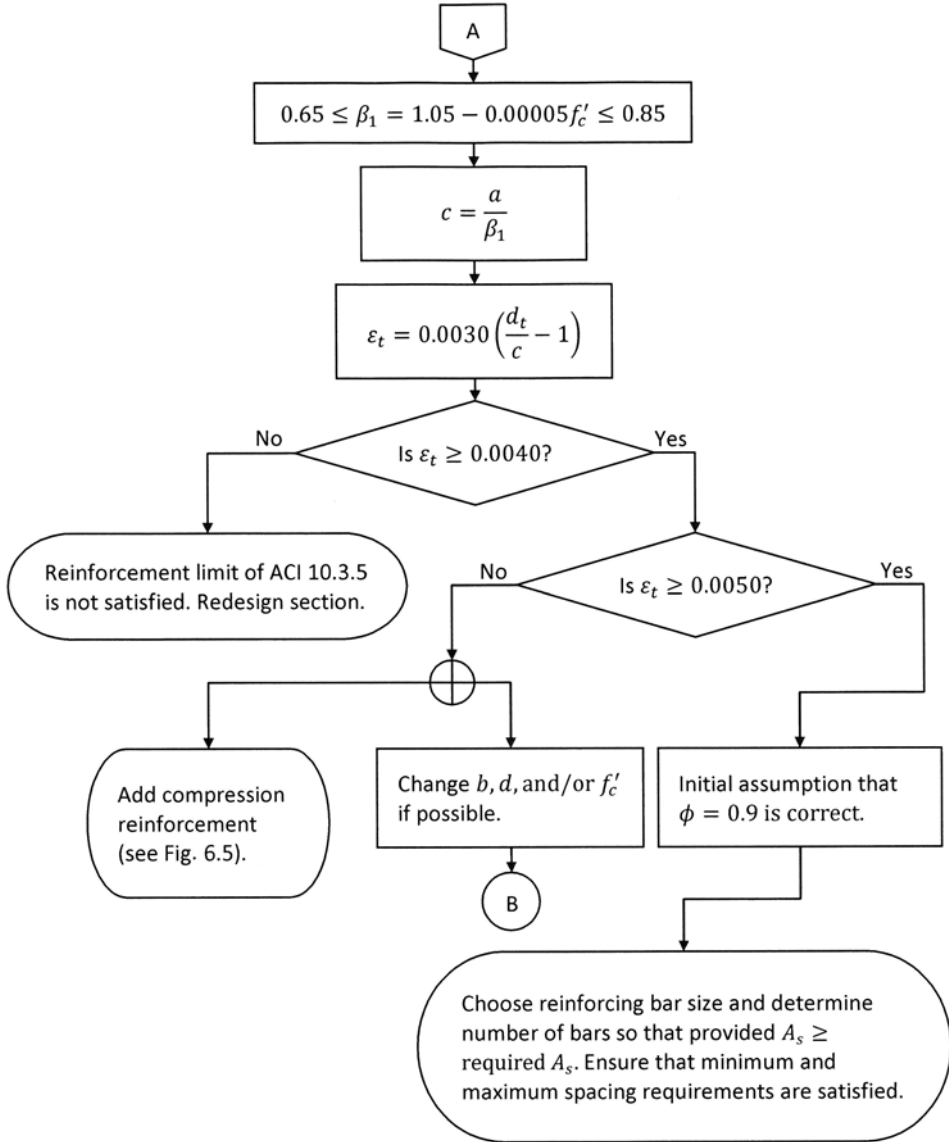 A
0.65 ≤ β₁ = 1.05 − 0.00005f′c ≤ 0.85
c = a/β₁
εₜ = 0.0030 (dₜ/c − 1)
No
Is εₜ ≥ 0.0040?
Yes
Reinforcement limit of ACI 10.3.5
is not satisfied. Redesign section.
No
Is εₜ ≥ 0.0050?
Yes
Add compression
reinforcement
(see Fig. 6.5).
Change b, d, and/or f′c
if possible.
Initial assumption that
ϕ = 0.9 is correct.
B
Choose reinforcing bar size and determine
number of bars so that provided Aₛ ≥
required Aₛ. Ensure that minimum and
maximum spacing requirements are satisfied.